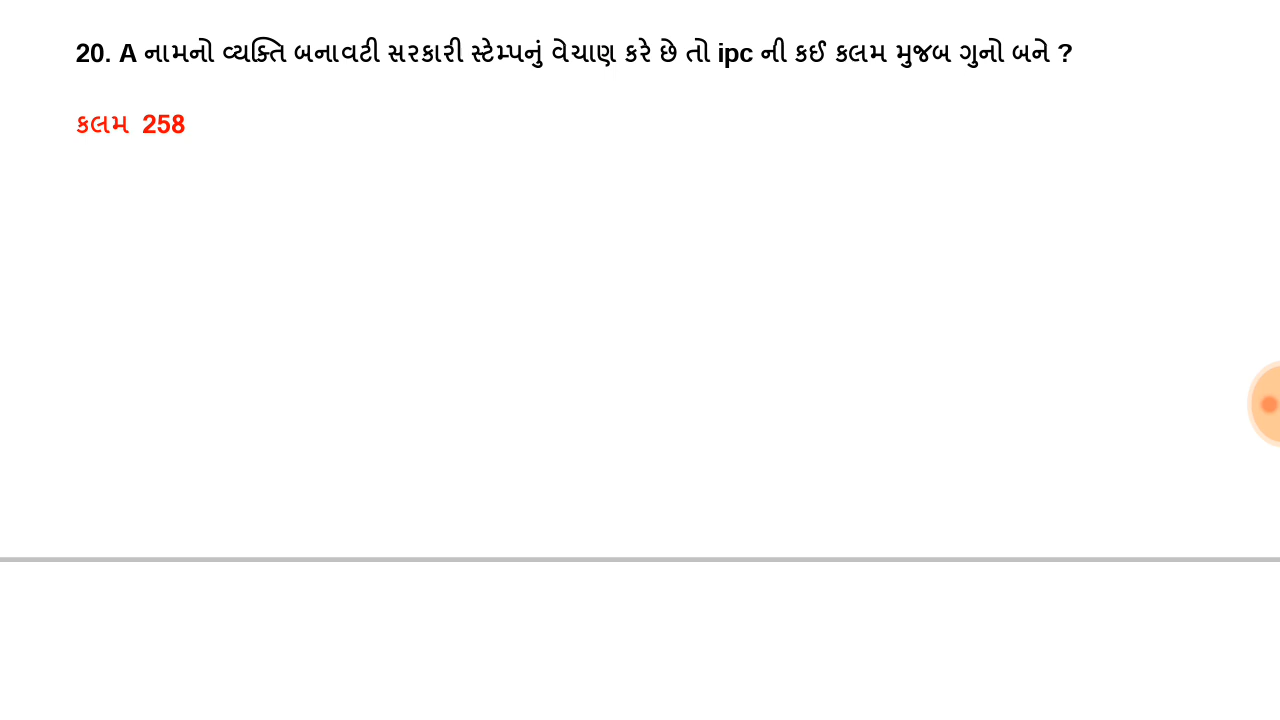 20. A નામનો વ્યક્તિ બનાવટી સરકારી સ્ટેમ્પનું વેચાણ કરે છે તો ipc ની કઈ કલમ મુજબ ગુનો બને ?
કલમ 258